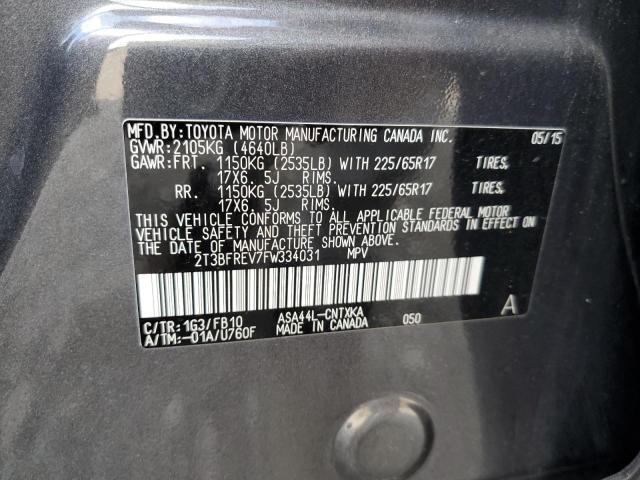 MFD.BY:TOYOTA MOTOR MANUFACTURING CANADA INC. 05/15
GVWR:2105KG (4640LB)
GAWR:FRT. 1150KG (2535LB) WITH 225/65R17 TIRES,
17X6. 5J RIMS.
RR. 1150KG (2535LB) WITH 225/65R17 TIRES,
17X6. 5J RIMS.
THIS VEHICLE CONFORMS TO ALL APPLICABLE FEDERAL MOTOR
VEHICLE SAFETY AND THEFT PREVENTION STANDARDS IN EFFECT ON
THE DATE OF MANUFACTURE SHOWN ABOVE.
2T3BFREV7FW334031 MPV
C/TR:1G3/FB10 ASA44L-CNTXKA 050 A
A/TM:-01A/U760F MADE IN CANADA